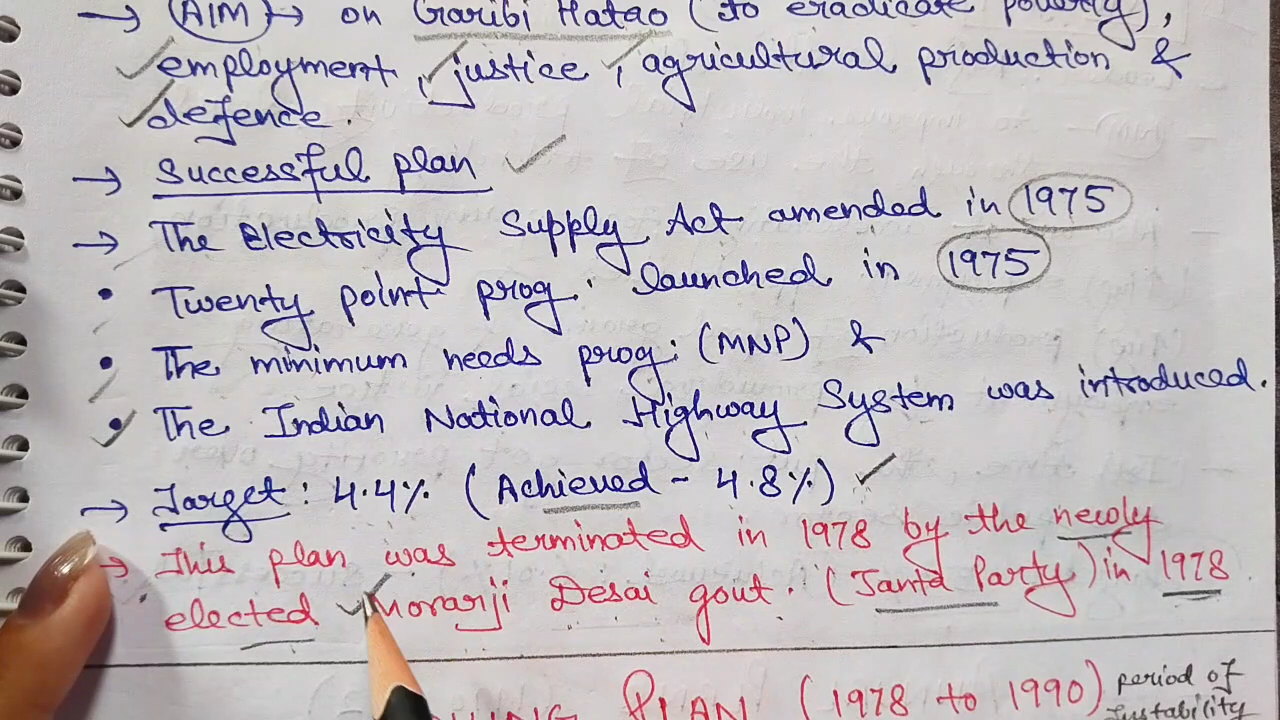 → AIM → on Garibi Hatao (to eradicate poverty),
employment, justice, agricultural production &
defence.
→ Successful plan
→ The Electricity Supply Act amended in 1975
• Twenty point prog. launched in 1975
• The minimum needs prog. (MNP) &
• The Indian National Highway System was introduced.
→ Target: 4.4% (Achieved - 4.8%)
→ This plan was terminated in 1978 by the newly
elected Morarji Desai govt. (Janta Party) in 1978
PLAN (1978 to 1990) period of
Instability